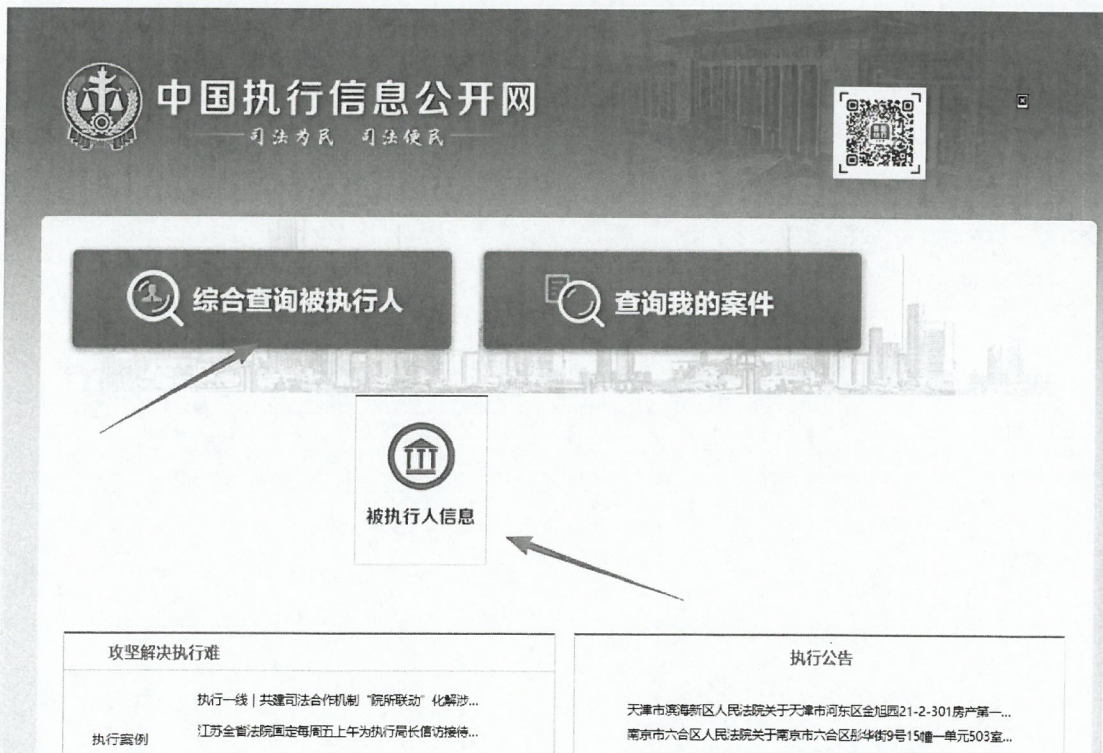 中国执行信息公开网
司法为民 司法便民
综合查询被执行人
查询我的案件
被执行人信息
攻坚解决执行难
执行案例
执行一线 | 共建司法合作机制 “院所联动” 化解涉...
江苏全省法院固定每周五上午为执行局长信访接待...
执行公告
天津市滨海新区人民法院关于天津市河东区金旭园21-2-301房产第一...
南京市六合区人民法院关于南京市六合区彤华街9号15幢一单元503室...